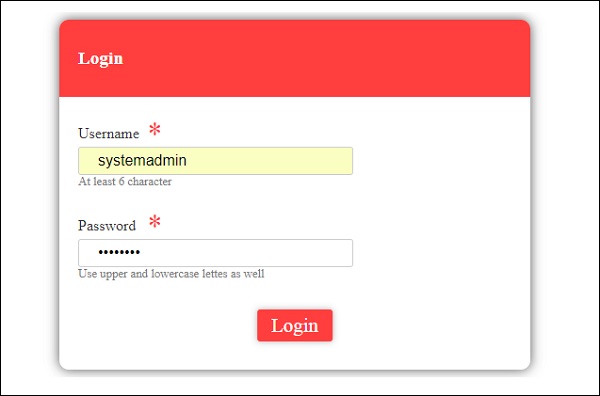 Login
Username *
systemadmin
At least 6 character
Password *
••••••••
Use upper and lowercase lettes as well
Login